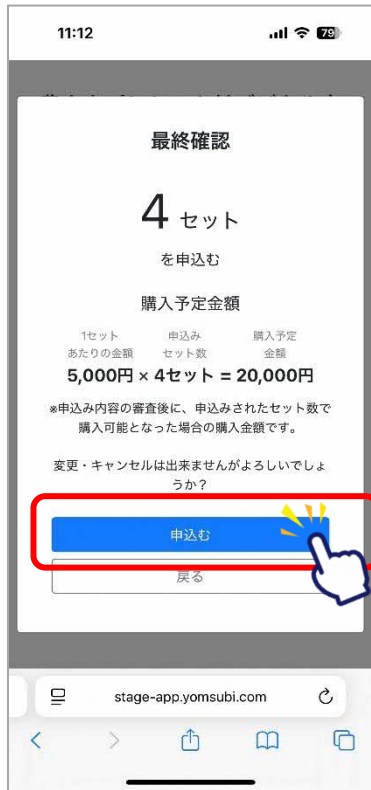 11:12
79
最終確認
4 セット
を申込む
購入予定金額
1セット 申込み 購入予定
あたりの金額 セット数 金額
5,000円 × 4セット = 20,000円
※申込み内容の審査後に、申込みされたセット数で
購入可能となった場合の購入金額です。
変更・キャンセルは出来ませんがよろしいでしょ
うか？
申込む
戻る
stage-app.yomsubi.com